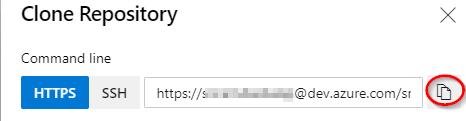 Clone Repository
Command line
HTTPS SSH https://s @dev.azure.com/sr